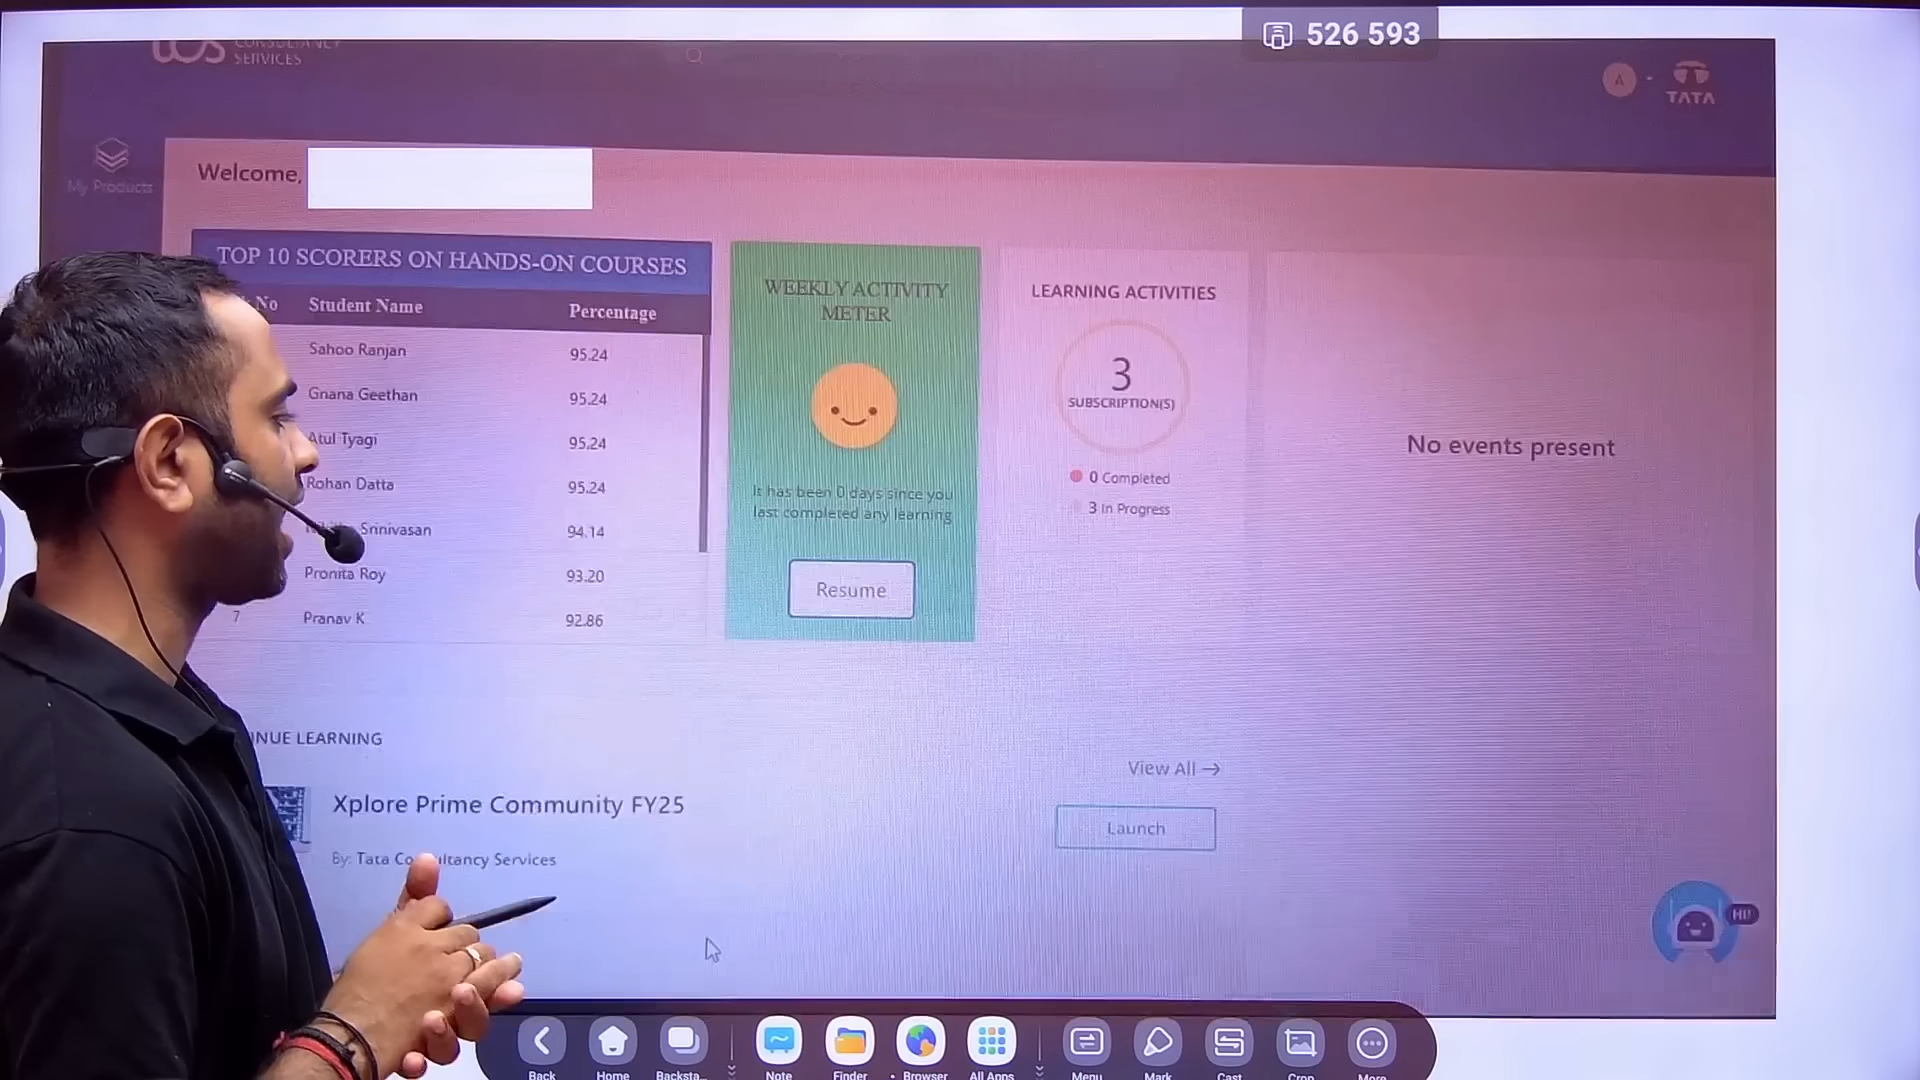 526 593
CONSULTANCY
SERVICES
A
TATA
My Products
Welcome,
TOP 10 SCORERS ON HANDS-ON COURSES
No Student Name Percentage
Sahoo Ranjan 95.24
Gnana Geethan 95.24
Atul Tyagi 95.24
Rohan Datta 95.24
Srinivasan 94.14
Pronita Roy 93.20
7 Pranav K 92.86
WEEKLY ACTIVITY
METER
It has been 0 days since you
last completed any learning
Resume
LEARNING ACTIVITIES
3
SUBSCRIPTION(S)
0 Completed
3 In Progress
No events present
NUE LEARNING
View All →
Xplore Prime Community FY25
Launch
By: Tata Consultancy Services
HI!
Back Home Backsta... Note Finder • Browser All Apps Menu Mark Cast Crop More